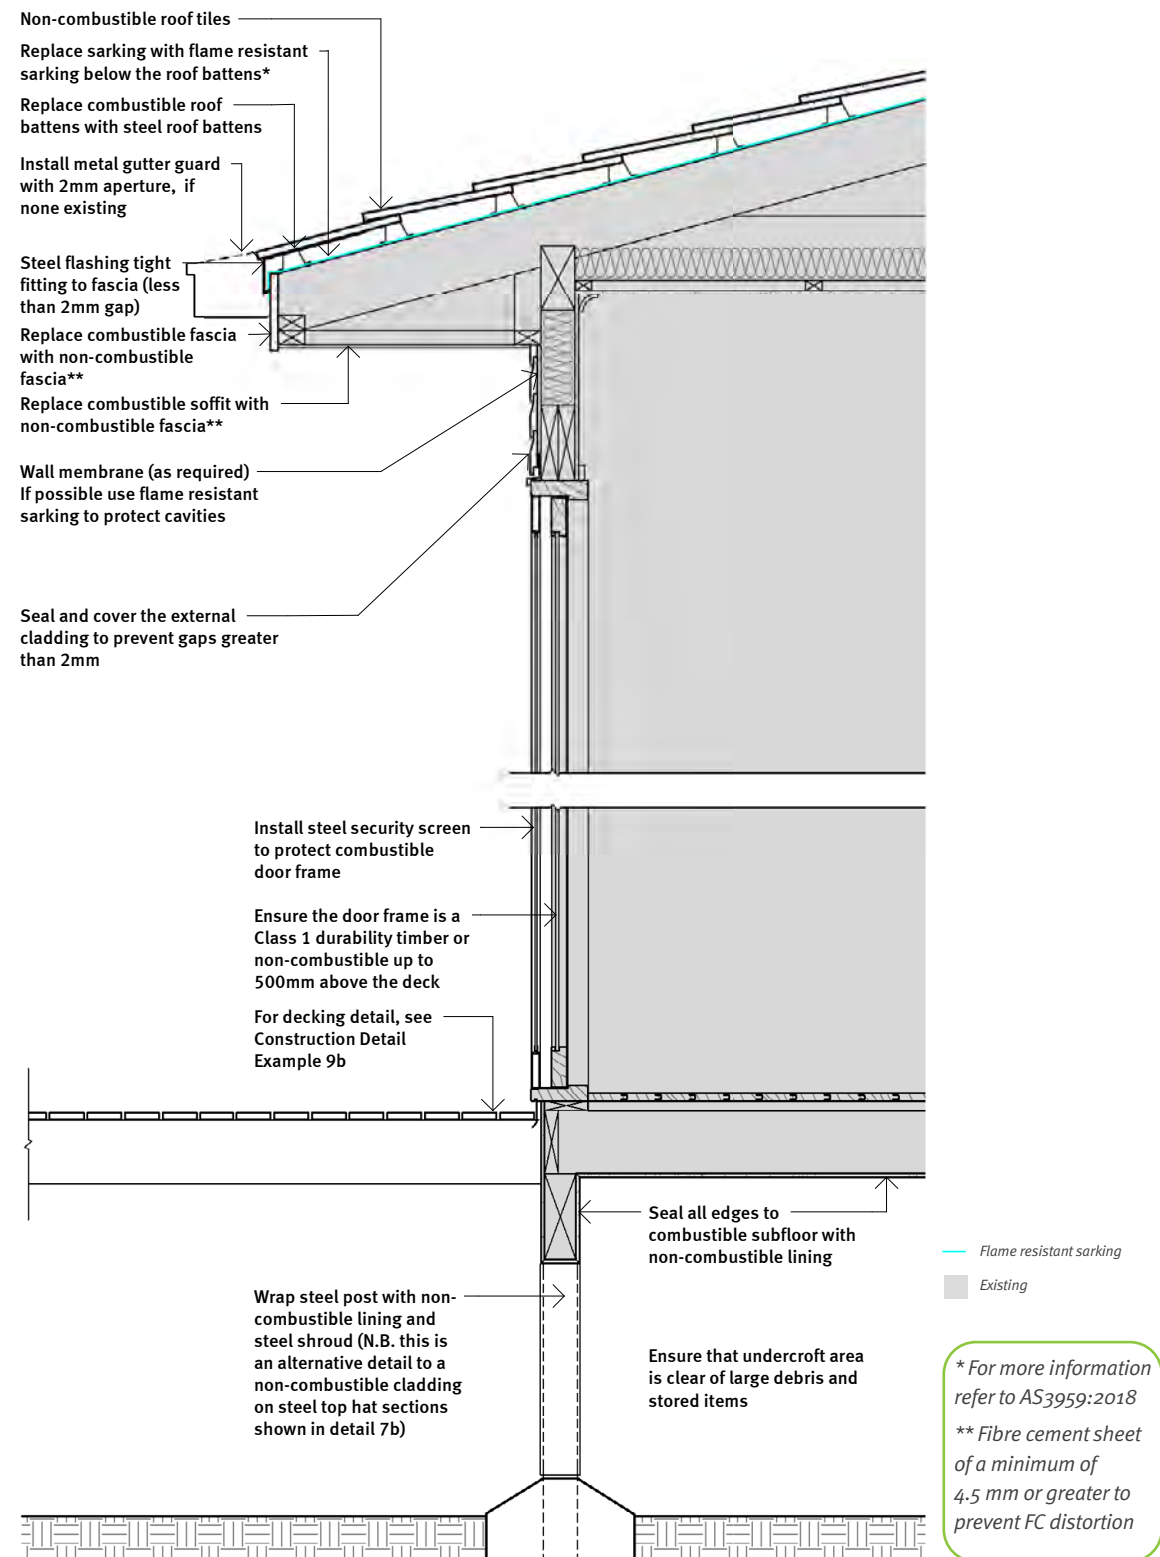 Non-combustible roof tiles
Replace sarking with flame resistant
sarking below the roof battens*
Replace combustible roof
battens with steel roof battens
Install metal gutter guard
with 2mm aperture, if
none existing
Steel flashing tight
fitting to fascia (less
than 2mm gap)
Replace combustible fascia
with non-combustible
fascia**
Replace combustible soffit with
non-combustible fascia**
Wall membrane (as required)
If possible use flame resistant
sarking to protect cavities
Seal and cover the external
cladding to prevent gaps greater
than 2mm
Install steel security screen
to protect combustible
door frame
Ensure the door frame is a
Class 1 durability timber or
non-combustible up to
500mm above the deck
For decking detail, see
Construction Detail
Example 9b
Seal all edges to
combustible subfloor with
non-combustible lining
Wrap steel post with non-
combustible lining and
steel shroud (N.B. this is
an alternative detail to a
non-combustible cladding
on steel top hat sections
shown in detail 7b)
Ensure that undercroft area
is clear of large debris and
stored items
Flame resistant sarking
Existing
* For more information
refer to AS3959:2018
** Fibre cement sheet
of a minimum of
4.5 mm or greater to
prevent FC distortion